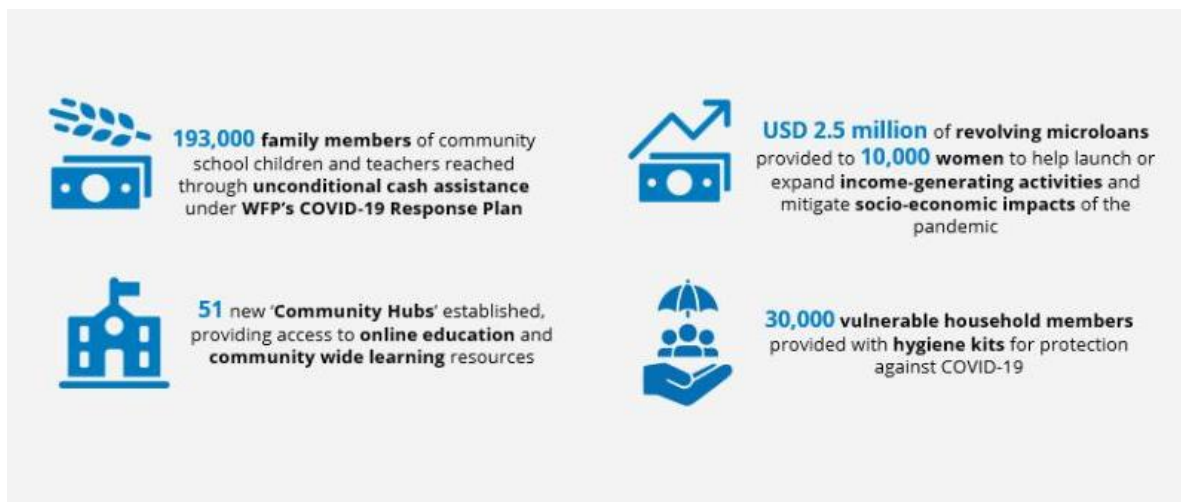 193,000 family members of community
school children and teachers reached
through unconditional cash assistance
under WFP's COVID-19 Response Plan
USD 2.5 million of revolving microloans
provided to 10,000 women to help launch or
expand income-generating activities and
mitigate socio-economic impacts of the
pandemic
51 new ‘Community Hubs’ established,
providing access to online education and
community wide learning resources
30,000 vulnerable household members
provided with hygiene kits for protection
against COVID-19